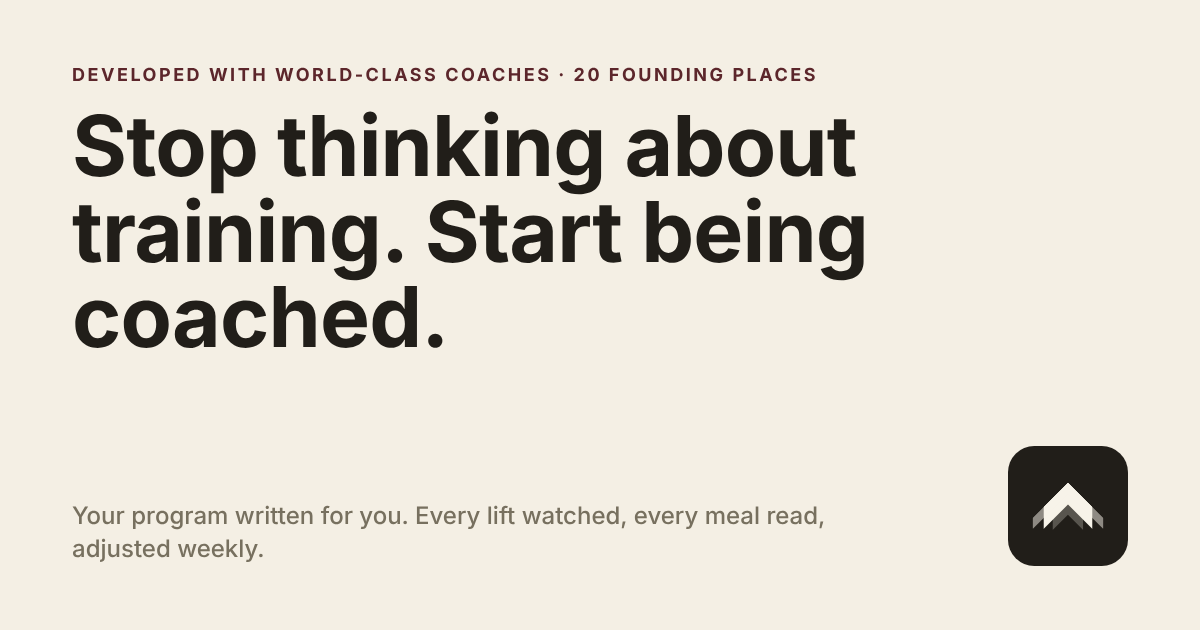 DEVELOPED WITH WORLD-CLASS COACHES · 20 FOUNDING PLACES
Stop thinking about
training. Start being
coached.
Your program written for you. Every lift watched, every meal read,
adjusted weekly.